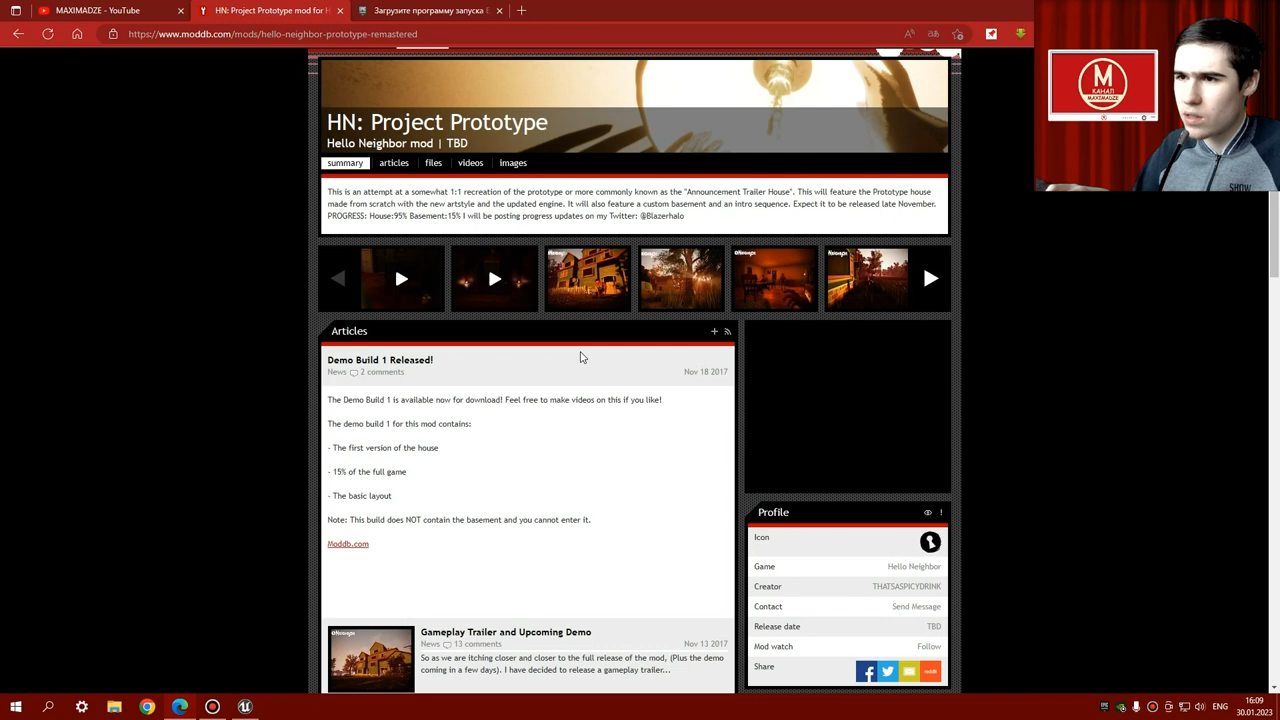 MAXIMADZE - YouTube
HN: Project Prototype mod for H
Загрузите программу запуска E
https://www.moddb.com/mods/hello-neighbor-prototype-remastered
M
КАНАЛ
MAXIMADZE
SHOW
HN: Project Prototype
Hello Neighbor mod | TBD
summary articles files videos images
This is an attempt at a somewhat 1:1 recreation of the prototype or more commonly known as the "Announcement Trailer House". This will feature the Prototype house
made from scratch with the new artstyle and the updated engine. It will also feature a custom basement and an intro sequence. Expect it to be released late November.
PROGRESS: House:95% Basement:15% I will be posting progress updates on my Twitter: @Blazerhalo
Articles
Demo Build 1 Released!
News 2 comments Nov 18 2017
The Demo Build 1 is available now for download! Feel free to make videos on this if you like!
The demo build 1 for this mod contains:
- The first version of the house
- 15% of the full game
- The basic layout
Note: This build does NOT contain the basement and you cannot enter it.
Moddb.com
Gameplay Trailer and Upcoming Demo
News 13 comments Nov 13 2017
So as we are itching closer and closer to the full release of the mod, (Plus the demo
coming in a few days). I have decided to release a gameplay trailer...
Profile
Icon
Game Hello Neighbor
Creator THATSASPICYDRINK
Contact Send Message
Release date TBD
Mod watch Follow
Share
reddit
ENG
16:09
30.01.2023